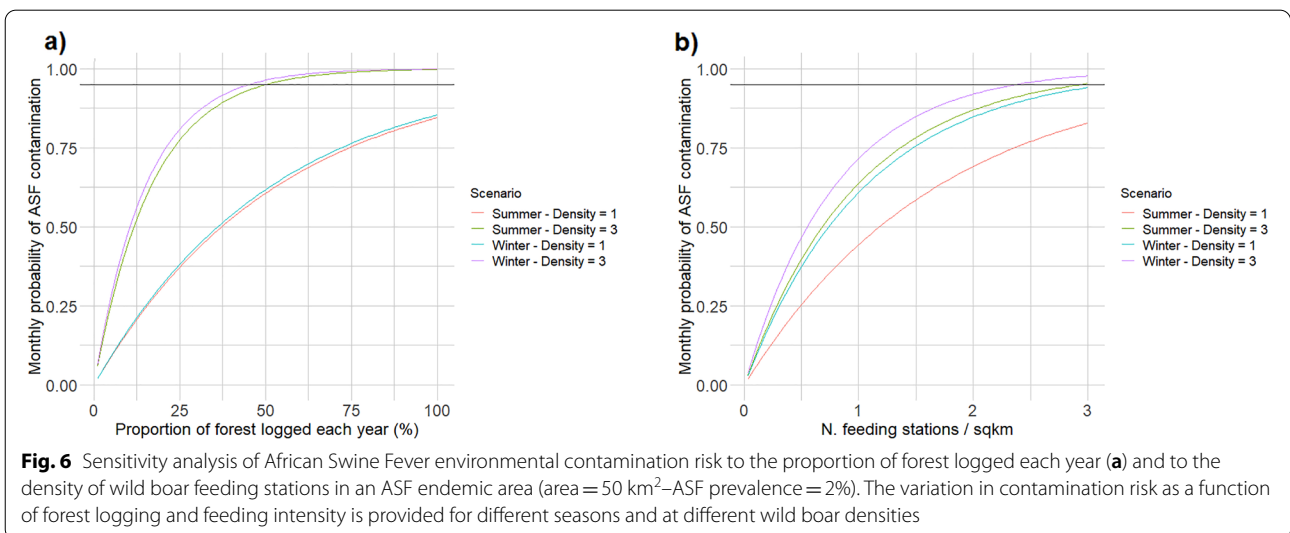 a)
Monthly probability of ASF contamination
1.00
0.75
0.50
0.25
0.00
0
25
50
75
100
Proportion of forest logged each year (%)
Scenario
Summer - Density = 1
Summer - Density = 3
Winter - Density = 1
Winter - Density = 3
b)
Monthly probability of ASF contamination
1.00
0.75
0.50
0.25
0.00
0
1
2
3
N. feeding stations / sqkm
Scenario
Summer - Density = 1
Summer - Density = 3
Winter - Density = 1
Winter - Density = 3
Fig. 6 Sensitivity analysis of African Swine Fever environmental contamination risk to the proportion of forest logged each year (a) and to the
density of wild boar feeding stations in an ASF endemic area (area = 50 km²–ASF prevalence = 2%). The variation in contamination risk as a function
of forest logging and feeding intensity is provided for different seasons and at different wild boar densities